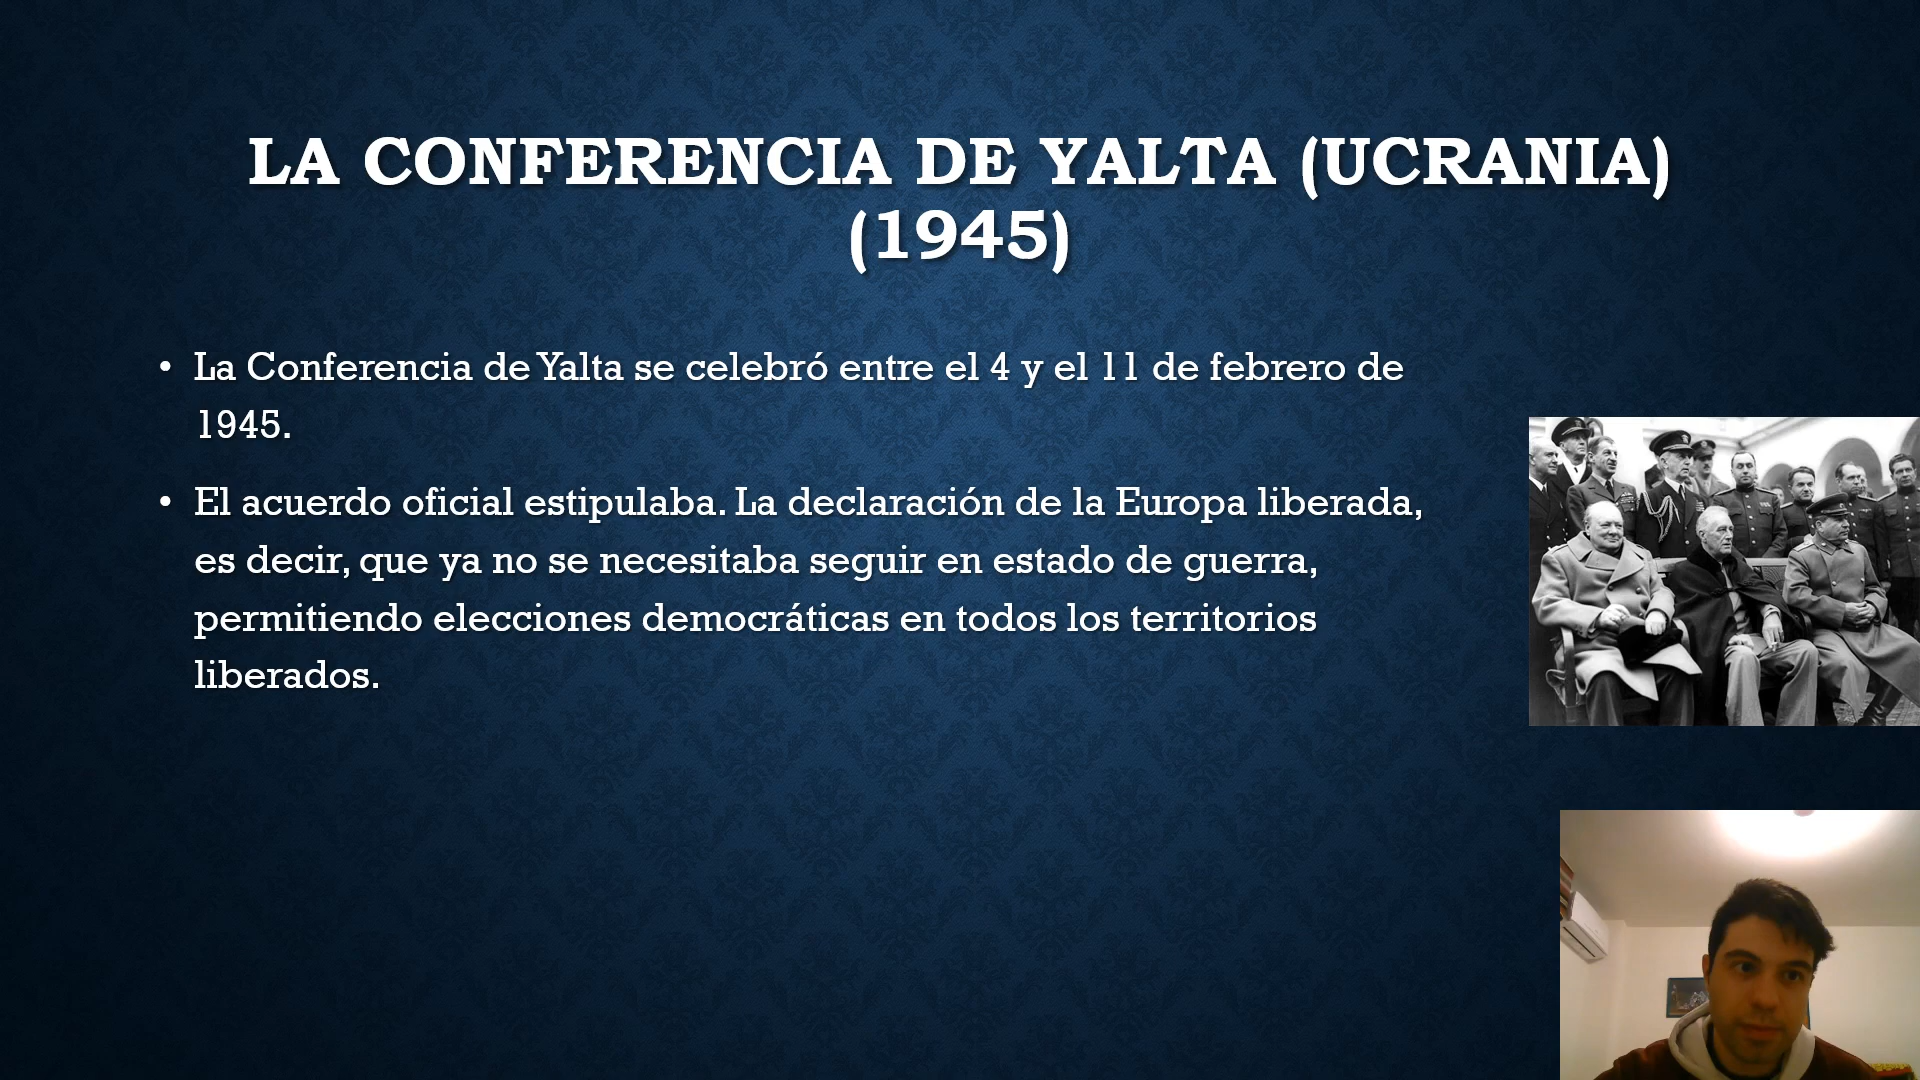 LA CONFERENCIA DE YALTA (UCRANIA)
(1945)
• La Conferencia de Yalta se celebró entre el 4 y el 11 de febrero de
1945.
• El acuerdo oficial estipulaba. La declaración de la Europa liberada,
es decir, que ya no se necesitaba seguir en estado de guerra,
permitiendo elecciones democráticas en todos los territorios
liberados.